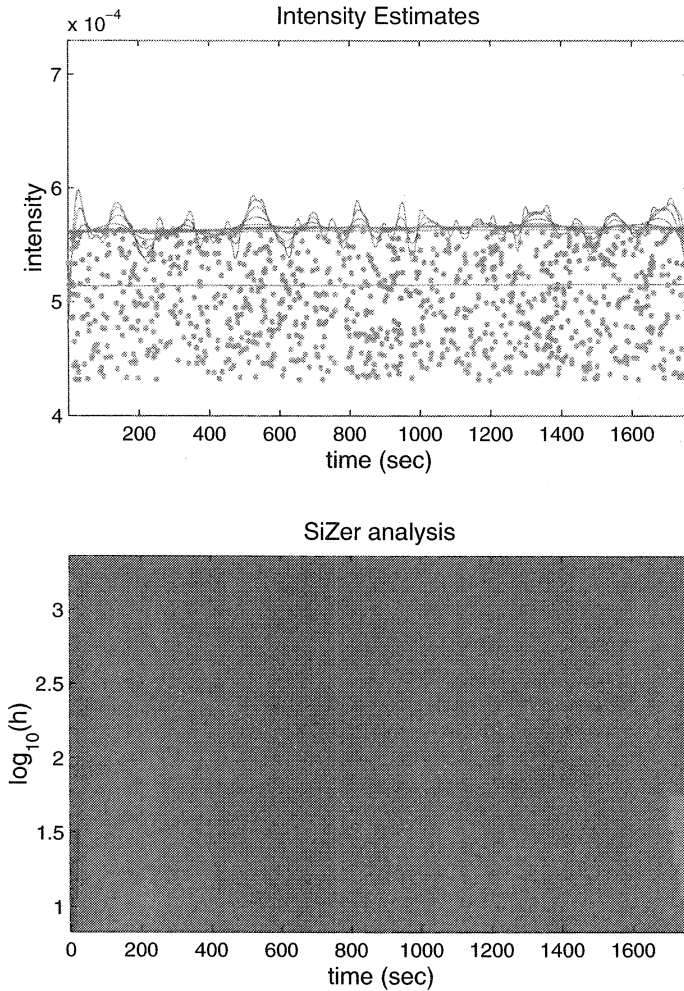 Intensity Estimates
x 10⁻⁴
7
6
5
4
intensity
200 400 600 800 1000 1200 1400 1600
time (sec)
SiZer analysis
3
2.5
2
1.5
1
log₁₀(h)
0 200 400 600 800 1000 1200 1400 1600
time (sec)